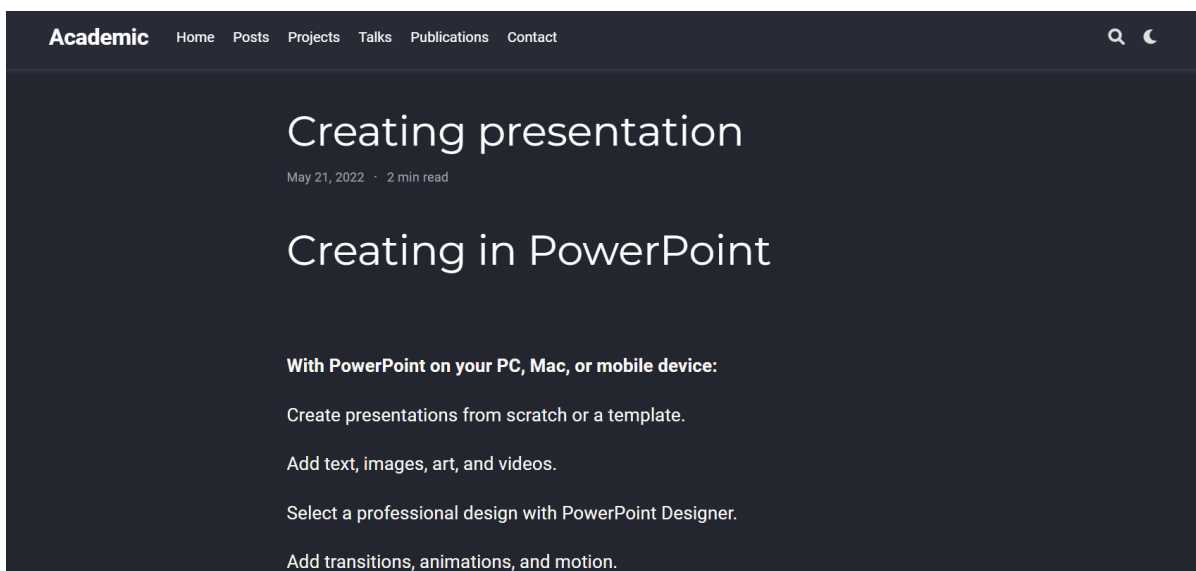 Academic Home Posts Projects Talks Publications Contact
Creating presentation
May 21, 2022 · 2 min read
Creating in PowerPoint
With PowerPoint on your PC, Mac, or mobile device:
Create presentations from scratch or a template.
Add text, images, art, and videos.
Select a professional design with PowerPoint Designer.
Add transitions, animations, and motion.